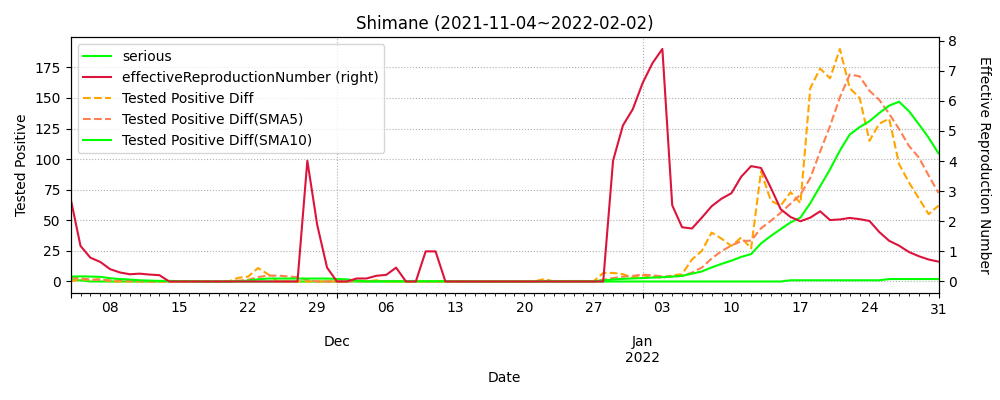 Shimane (2021-11-04~2022-02-02)
serious
effectiveReproductionNumber (right)
Tested Positive Diff
Tested Positive Diff(SMA5)
Tested Positive Diff(SMA10)
Tested Positive
175
150
125
100
75
50
25
0
8
7
6
5
4
3
2
1
0
Effective Reproduction Number
08 15 22 29 06 13 20 27 03 10 17 24 31
Dec Jan
2022
Date